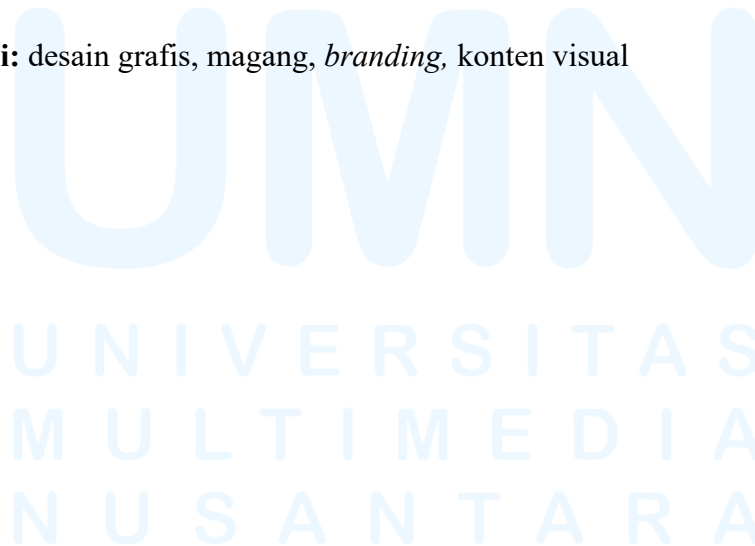 i: desain grafis, magang, branding, konten visual
UMN
UNIVERSITAS
MULTIMEDIA
NUSANTARA